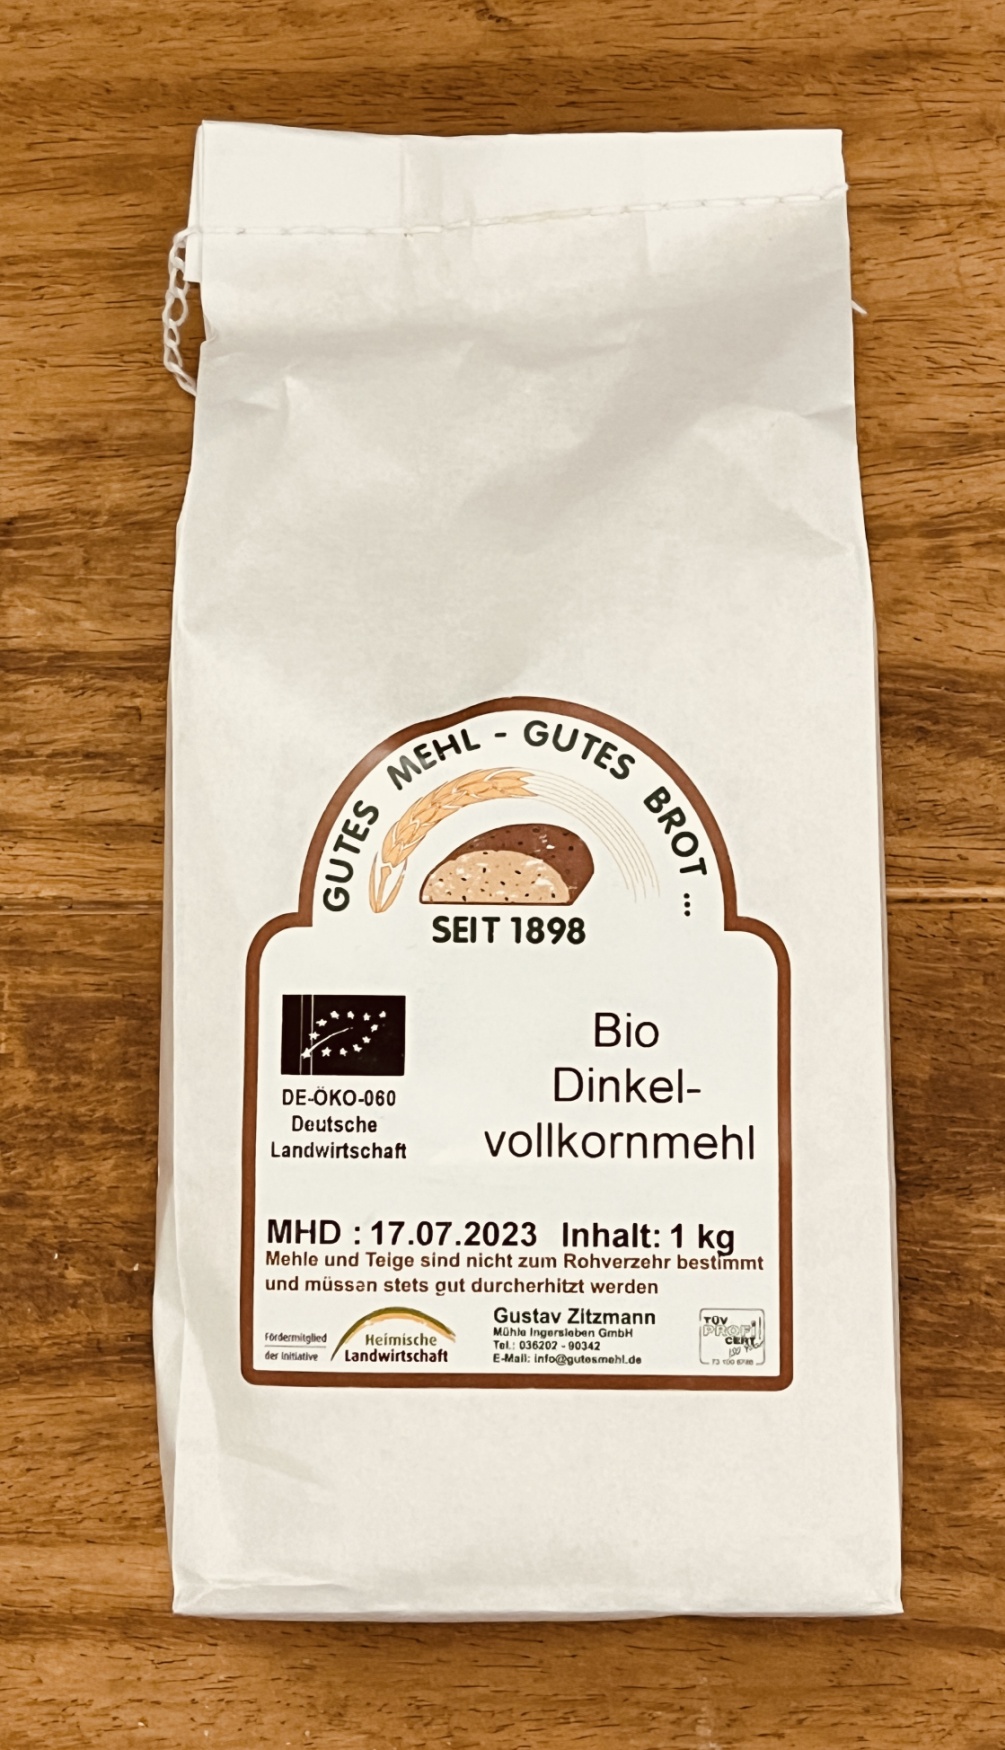 GUTES MEHL - GUTES BROT ...
SEIT 1898
DE-ÖKO-060
Deutsche
Landwirtschaft
Bio
Dinkel-
vollkornmehl
MHD : 17.07.2023 Inhalt: 1 kg
Mehle und Teige sind nicht zum Rohverzehr bestimmt
und müssen stets gut durcherhitzt werden
Fördermitglied
der Initiative
Heimische
Landwirtschaft
Gustav Zitzmann
Mühle Ingersleben GmbH
Tel.: 036202 - 90342
E-Mail: info@gutesmehl.de
TÜV
PROFi
CERT